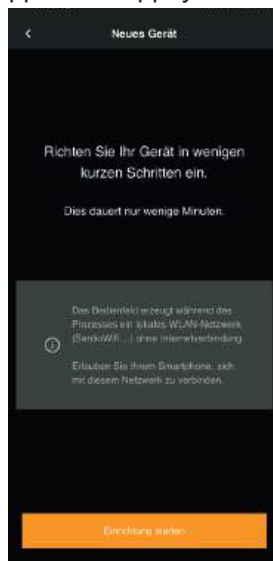 Neues Gerät
Richten Sie Ihr Gerät in wenigen
kurzen Schritten ein.
Dies dauert nur wenige Minuten.
Das Bedienfeld erzeugt während des
Prozesses ein lokales WLAN-Netzwerk
ohne Internetverbindung.
Erlauben Sie Ihrem Smartphone, sich
mit diesem Netzwerk zu verbinden.
Einrichtung starten